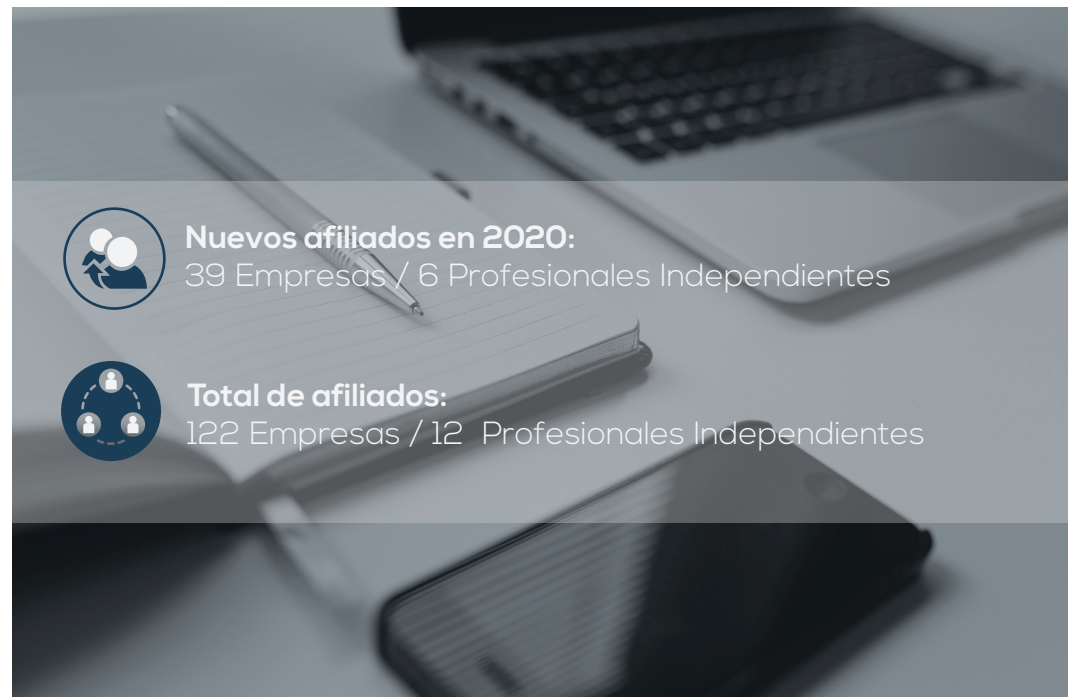 Nuevos afiliados en 2020:
39 Empresas / 6 Profesionales Independientes
Total de afiliados:
122 Empresas / 12 Profesionales Independientes